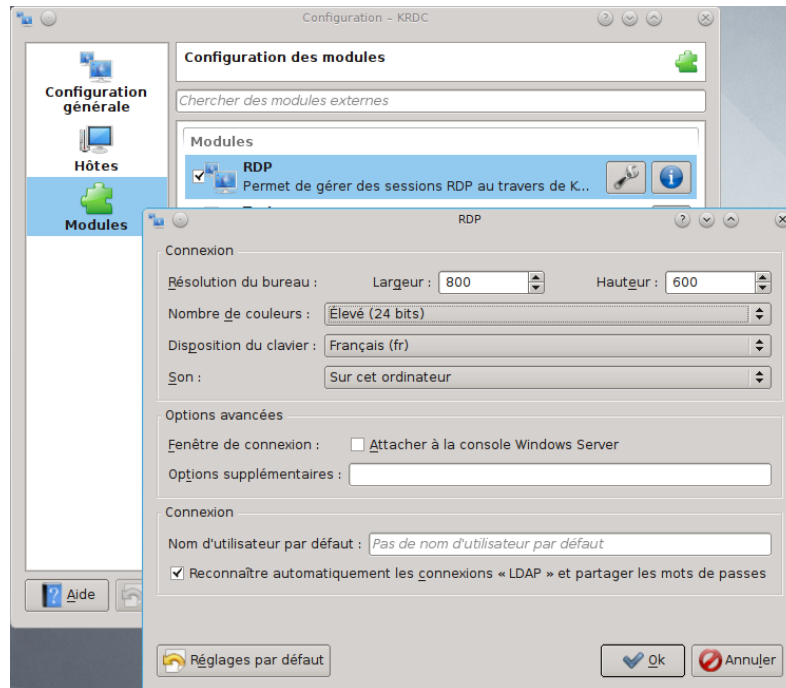 Configuration – KRDC
Configuration générale
Hôtes
Modules
Configuration des modules
Chercher des modules externes
Modules
RDP
Permet de gérer des sessions RDP au travers de K...
Aide
RDP
Connexion
Résolution du bureau : Largeur : 800 Hauteur : 600
Nombre de couleurs : Élevé (24 bits)
Disposition du clavier : Français (fr)
Son : Sur cet ordinateur
Options avancées
Fenêtre de connexion : Attacher à la console Windows Server
Options supplémentaires :
Connexion
Nom d'utilisateur par défaut : Pas de nom d'utilisateur par défaut
Reconnaître automatiquement les connexions « LDAP » et partager les mots de passes
Réglages par défaut Ok Annuler